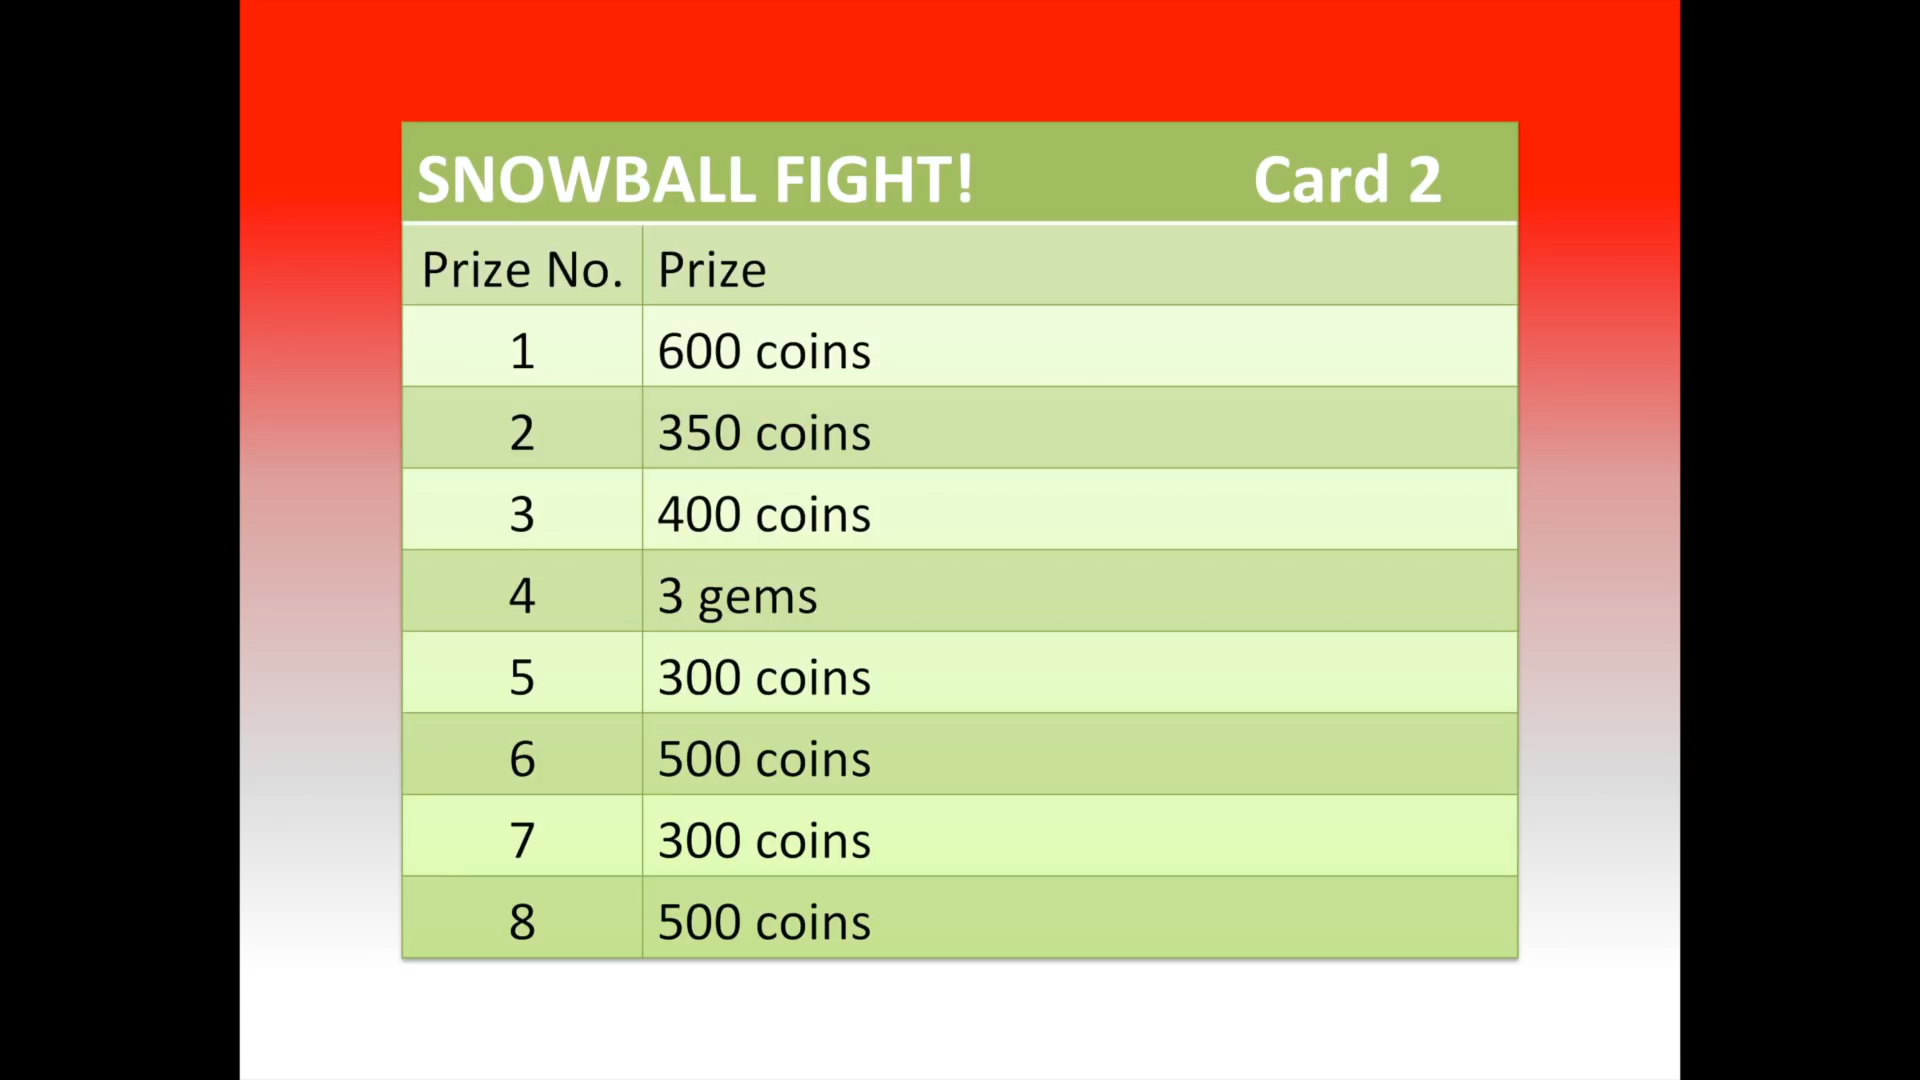 SNOWBALL FIGHT! Card 2
Prize No. Prize
1 600 coins
2 350 coins
3 400 coins
4 3 gems
5 300 coins
6 500 coins
7 300 coins
8 500 coins